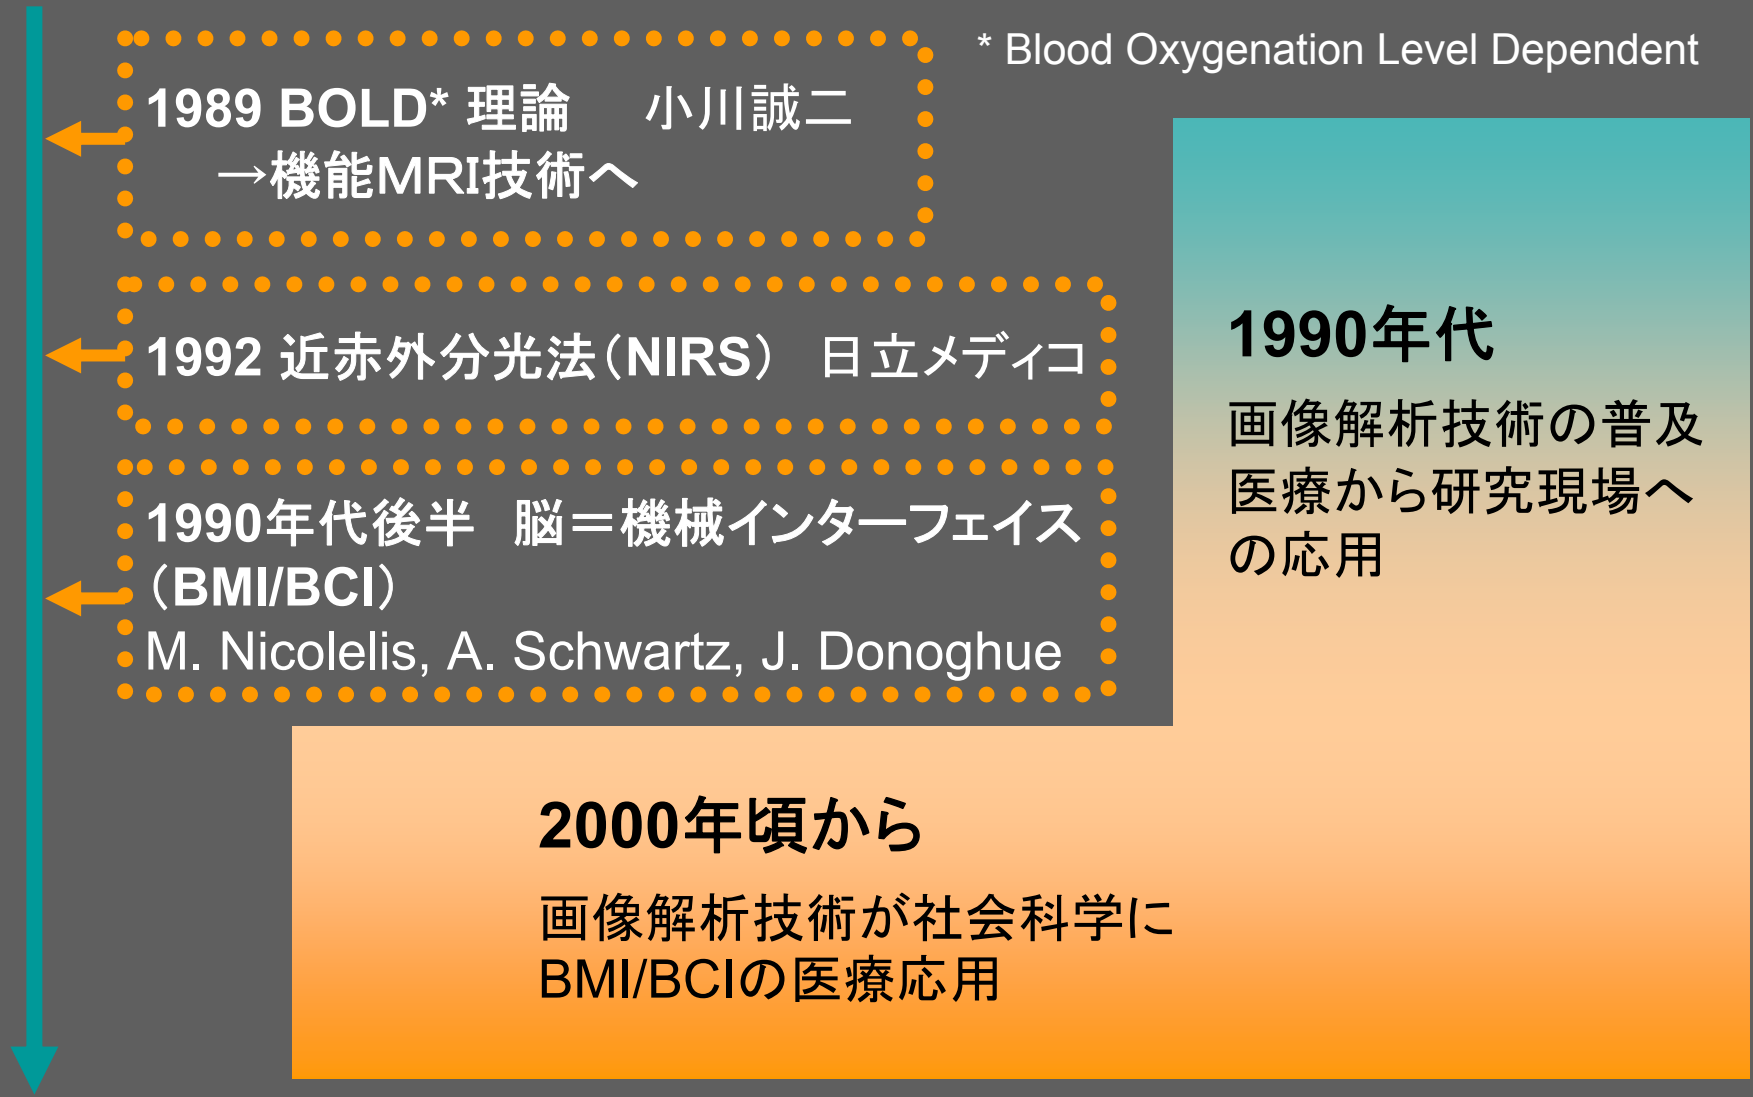 * Blood Oxygenation Level Dependent
1989 BOLD* 理論　小川誠二
→機能MRI技術へ
1992 近赤外分光法（NIRS）　日立メディコ
1990年代後半　脳＝機械インターフェイス
（BMI/BCI）
M. Nicolelis, A. Schwartz, J. Donoghue
1990年代
画像解析技術の普及
医療から研究現場へ
の応用
2000年頃から
画像解析技術が社会科学に
BMI/BCIの医療応用